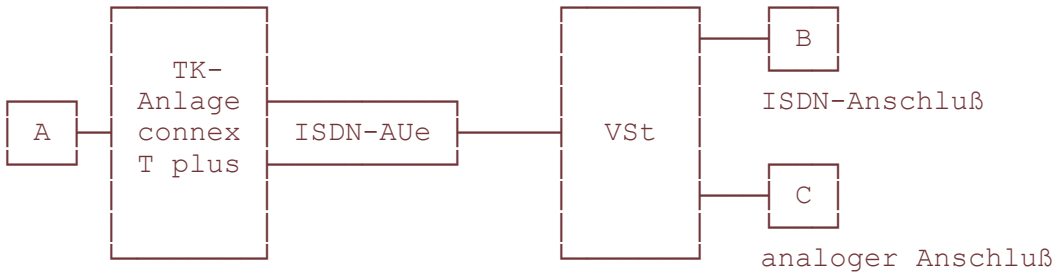 A
TK-
Anlage
connex
T plus
ISDN-AUe
VSt
B
ISDN-Anschluß
C
analoger Anschluß